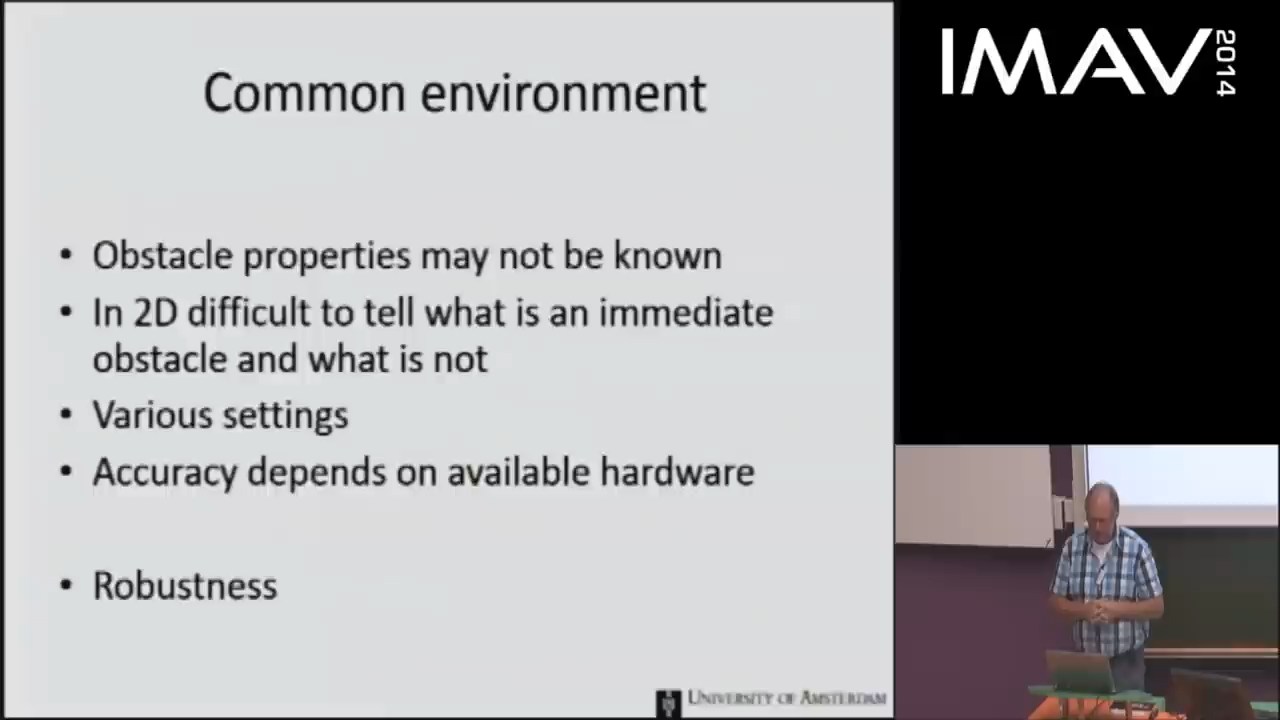 Common environment
• Obstacle properties may not be known
• In 2D difficult to tell what is an immediate
obstacle and what is not
• Various settings
• Accuracy depends on available hardware
• Robustness
UNIVERSITY OF AMSTERDAM
IMAV 2014